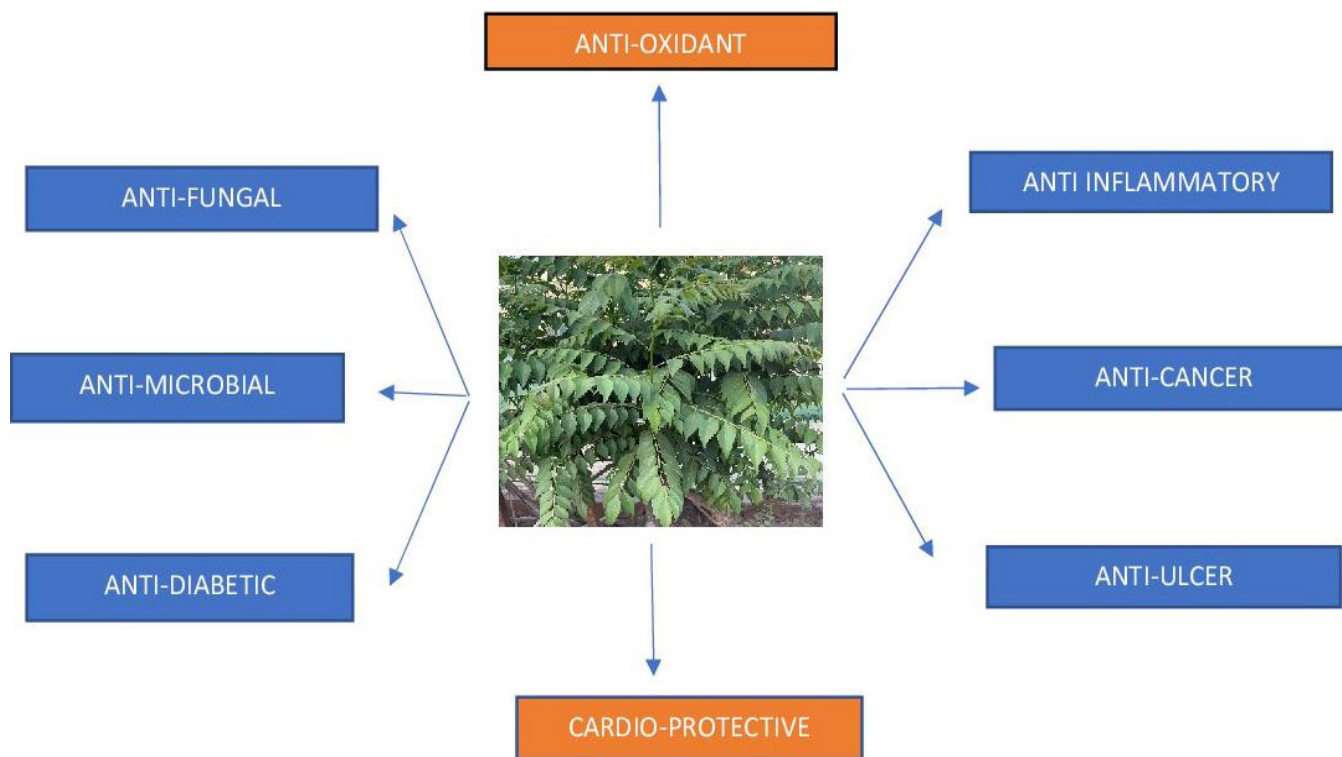 ANTI-OXIDANT
ANTI-FUNGAL
ANTI INFLAMMATORY
ANTI-MICROBIAL
ANTI-CANCER
ANTI-DIABETIC
ANTI-ULCER
CARDIO-PROTECTIVE